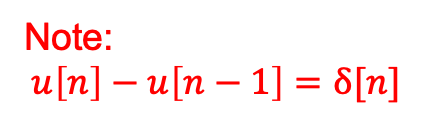 Note:
u[n] − u[n − 1] = δ[n]